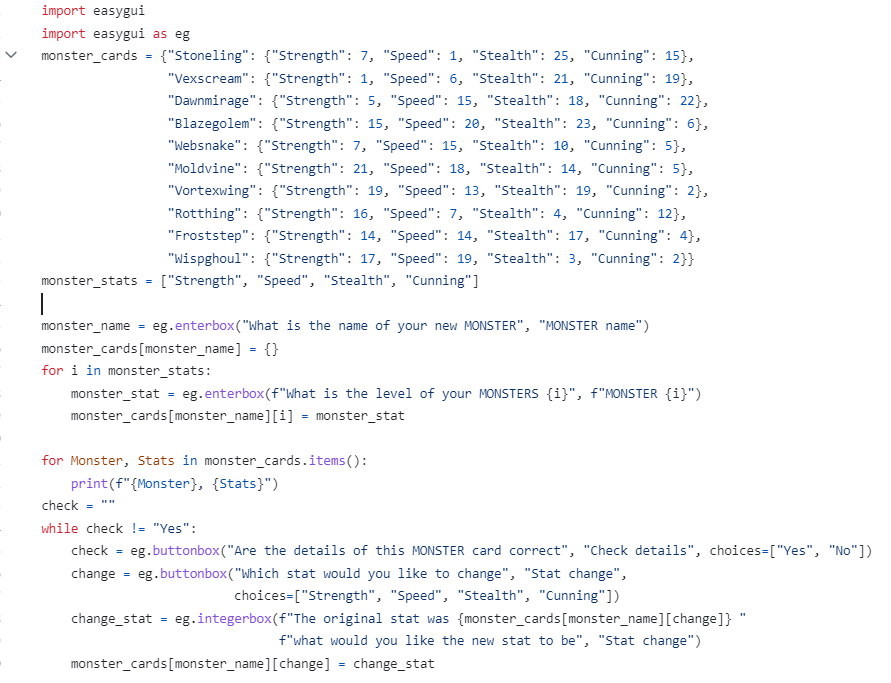 import easygui
import easygui as eg
monster_cards = {"Stoneling": {"Strength": 7, "Speed": 1, "Stealth": 25, "Cunning": 15},
                 "Vexscream": {"Strength": 1, "Speed": 6, "Stealth": 21, "Cunning": 19},
                 "Dawnmirage": {"Strength": 5, "Speed": 15, "Stealth": 18, "Cunning": 22},
                 "Blazegolem": {"Strength": 15, "Speed": 20, "Stealth": 23, "Cunning": 6},
                 "Websnake": {"Strength": 7, "Speed": 15, "Stealth": 10, "Cunning": 5},
                 "Moldvine": {"Strength": 21, "Speed": 18, "Stealth": 14, "Cunning": 5},
                 "Vortexwing": {"Strength": 19, "Speed": 13, "Stealth": 19, "Cunning": 2},
                 "Rotthing": {"Strength": 16, "Speed": 7, "Stealth": 4, "Cunning": 12},
                 "Froststep": {"Strength": 14, "Speed": 14, "Stealth": 17, "Cunning": 4},
                 "Wispghoul": {"Strength": 17, "Speed": 19, "Stealth": 3, "Cunning": 2}}
monster_stats = ["Strength", "Speed", "Stealth", "Cunning"]
monster_name = eg.enterbox("What is the name of your new MONSTER", "MONSTER name")
monster_cards[monster_name] = {}
for i in monster_stats:
    monster_stat = eg.enterbox(f"What is the level of your MONSTERS {i}", f"MONSTER {i}")
    monster_cards[monster_name][i] = monster_stat
for Monster, Stats in monster_cards.items():
    print(f"{Monster}, {Stats}")
check = ""
while check != "Yes":
    check = eg.buttonbox("Are the details of this MONSTER card correct", "Check details", choices=["Yes", "No"])
    change = eg.buttonbox("Which stat would you like to change", "Stat change",
                          choices=["Strength", "Speed", "Stealth", "Cunning"])
    change_stat = eg.integerbox(f"The original stat was {monster_cards[monster_name][change]} "
                                f"what would you like the new stat to be", "Stat change")
    monster_cards[monster_name][change] = change_stat